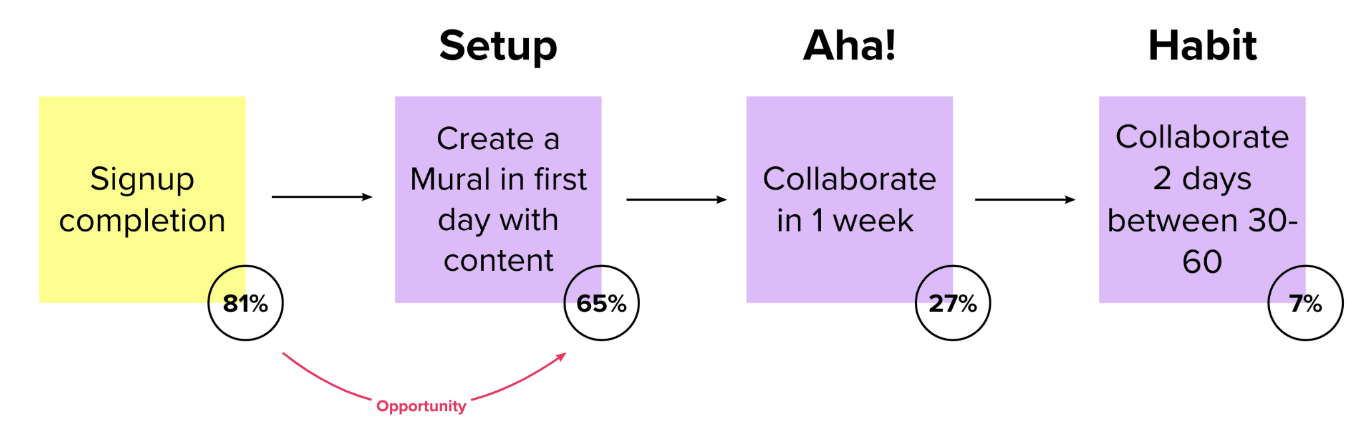 Setup
Aha!
Habit
Signup
completion
81%
Create a
Mural in first
day with
content
65%
Collaborate
in 1 week
27%
Collaborate
2 days
between 30-
60
7%
Opportunity